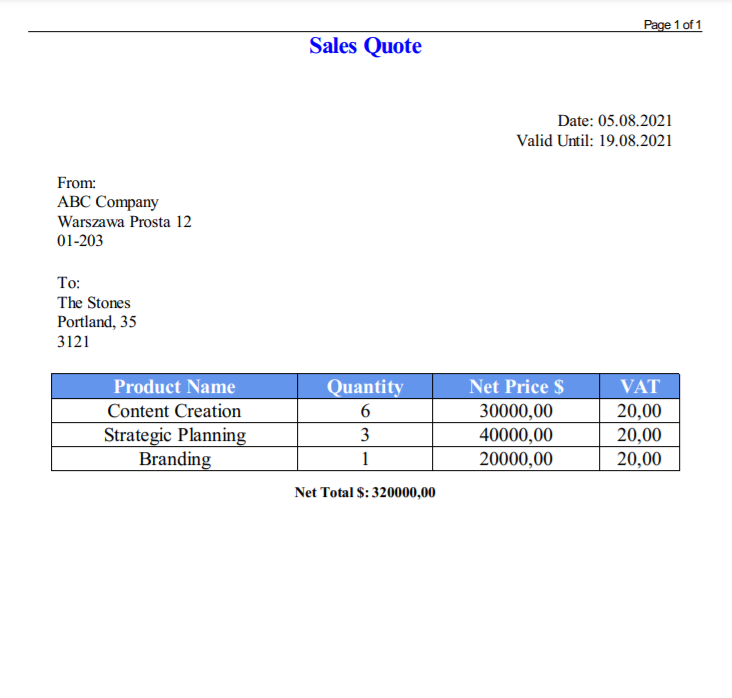 Page 1 of 1
Sales Quote
Date: 05.08.2021
Valid Until: 19.08.2021
From:
ABC Company
Warszawa Prosta 12
01-203
To:
The Stones
Portland, 35
3121
Product Name Quantity Net Price $ VAT
Content Creation 6 30000,00 20,00
Strategic Planning 3 40000,00 20,00
Branding 1 20000,00 20,00
Net Total $: 320000,00